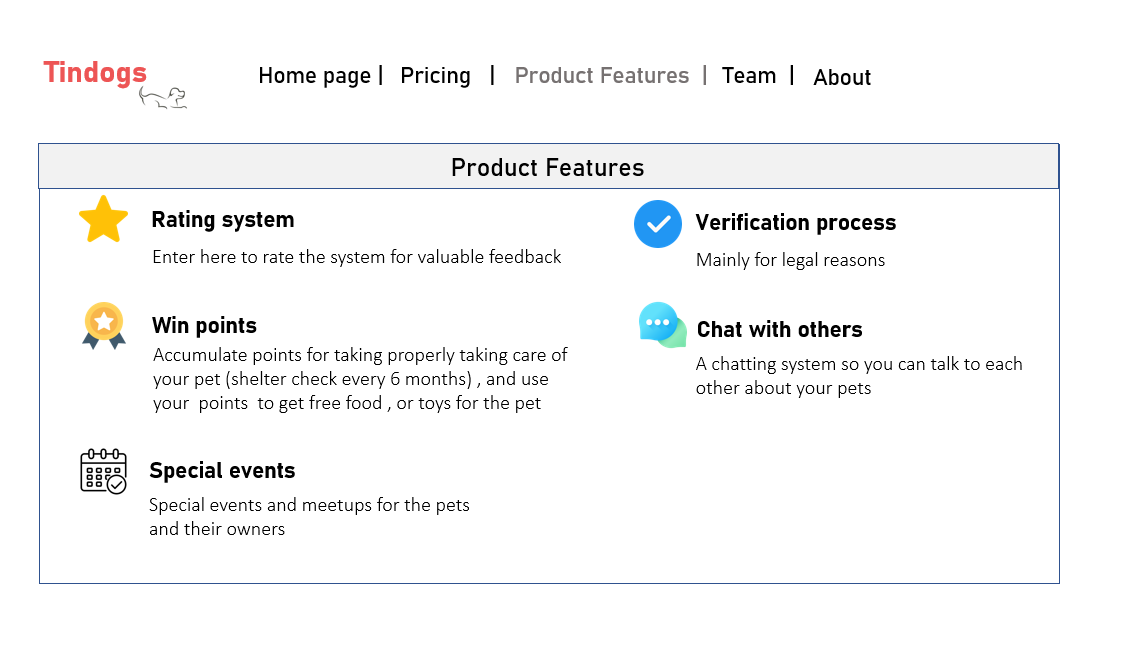 Tindogs
Home page | Pricing | Product Features | Team | About
Product Features
Rating system
Enter here to rate the system for valuable feedback
Verification process
Mainly for legal reasons
Win points
Accumulate points for taking properly taking care of
your pet (shelter check every 6 months) , and use
your  points  to get free food , or toys for the pet
Chat with others
A chatting system so you can talk to each
other about your pets
Special events
Special events and meetups for the pets
and their owners